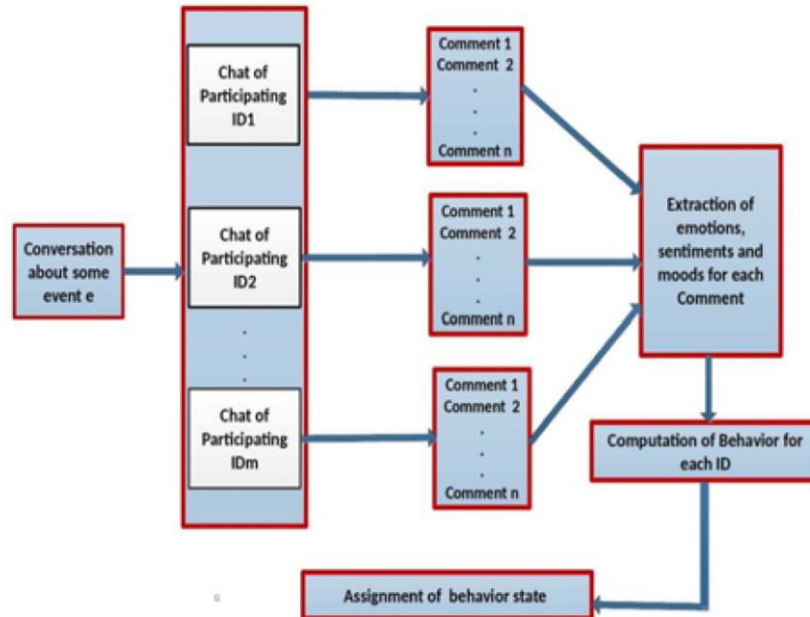 Conversation
about some
event e
Chat of
Participating
ID1
Chat of
Participating
ID2
.
.
.
Chat of
Participating
IDm
Comment 1
Comment 2
.
.
.
Comment n
Comment 1
Comment 2
.
.
.
Comment n
Comment 1
Comment 2
.
.
.
Comment n
Extraction of
emotions,
sentiments and
moods for each
Comment
Computation of Behavior for
each ID
Assignment of behavior state